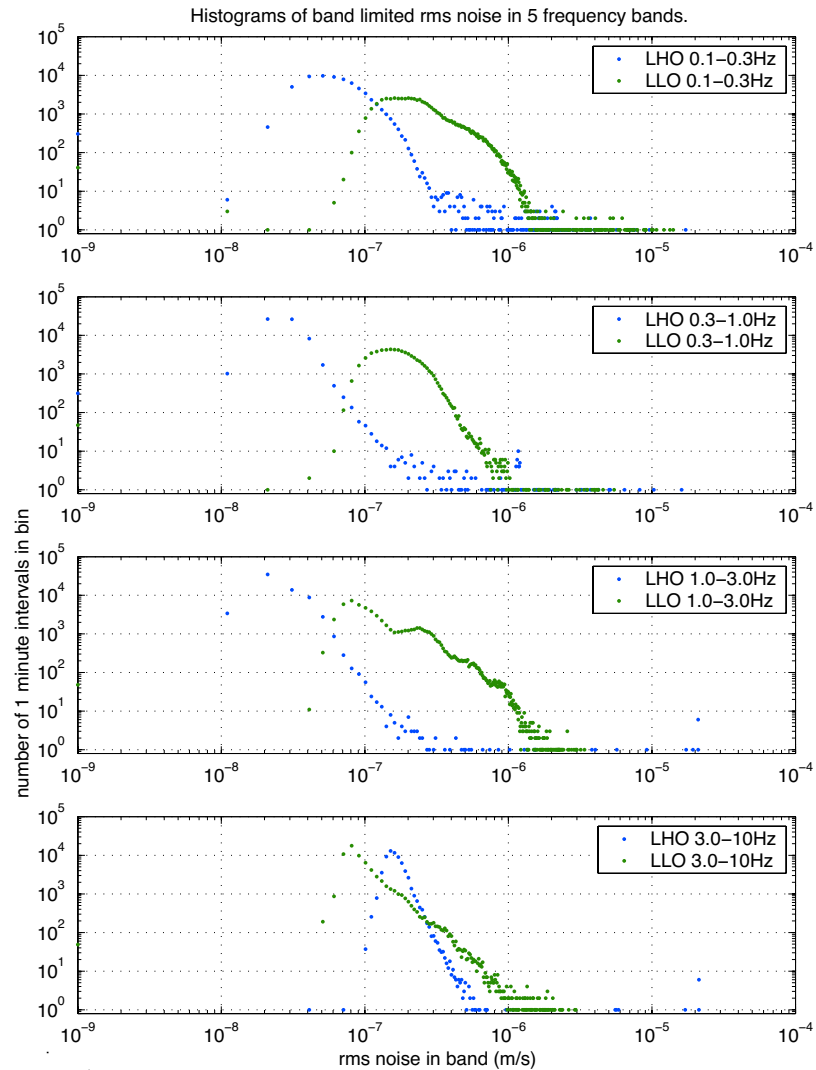 Histograms of band limited rms noise in 5 frequency bands.
10^5
10^4
10^3
10^2
10^1
10^0
LHO 0.1−0.3Hz
LLO 0.1−0.3Hz
10^−9 10^−8 10^−7 10^−6 10^−5 10^−4
10^5
10^4
10^3
10^2
10^1
10^0
LHO 0.3−1.0Hz
LLO 0.3−1.0Hz
10^−9 10^−8 10^−7 10^−6 10^−5 10^−4
number of 1 minute intervals in bin
10^5
10^4
10^3
10^2
10^1
10^0
LHO 1.0−3.0Hz
LLO 1.0−3.0Hz
10^−9 10^−8 10^−7 10^−6 10^−5 10^−4
10^5
10^4
10^3
10^2
10^1
10^0
LHO 3.0−10Hz
LLO 3.0−10Hz
10^−9 10^−8 10^−7 10^−6 10^−5 10^−4
rms noise in band (m/s)